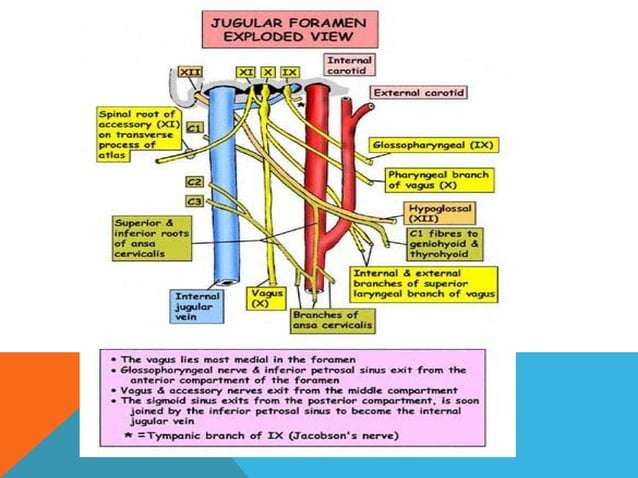 JUGULAR FORAMEN
EXPLODED VIEW
Internal
carotid
XII
XI
X
IX
External carotid
*
Spinal root of
accessory (XI)
on transverse
process of
atlas
C1
Glossopharyngeal (IX)
Pharyngeal branch
of vagus (X)
C2
C3
Hypoglossal
(XII)
Superior &
inferior roots
of ansa
cervicalis
C1 fibres to
geniohyoid &
thyrohyoid
Internal & external
branches of superior
laryngeal branch of vagus
Internal
jugular
vein
Vagus
(X)
Branches of
ansa cervicalis
• The vagus lies most medial in the foramen
• Glossopharyngeal nerve & inferior petrosal sinus exit from the
anterior compartment of the foramen
• Vagus & accessory nerves exit from the middle compartment
• The sigmoid sinus exits from the posterior compartment, is soon
joined by the inferior petrosal sinus to become the internal
jugular vein
* =Tympanic branch of IX (Jacobson's nerve)